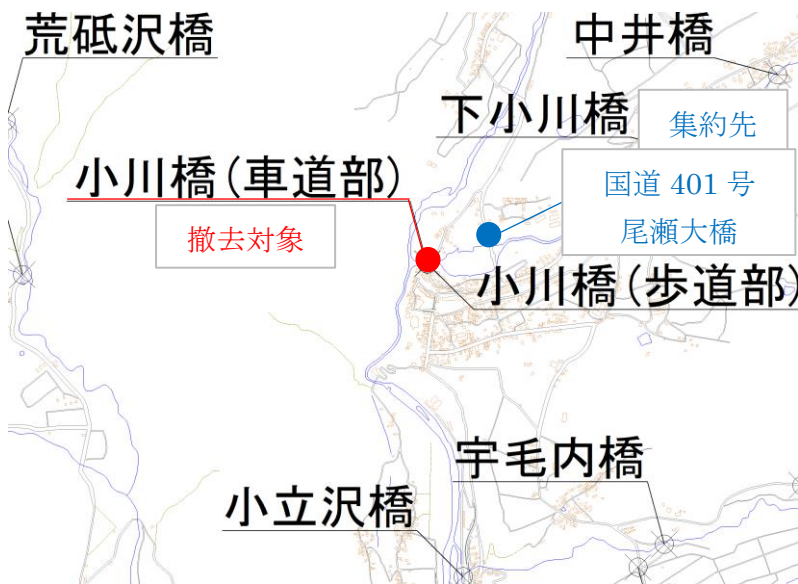 荒砥沢橋
中井橋
下小川橋
集約先
小川橋(車道部)
国道 401 号
尾瀬大橋
撤去対象
小川橋(歩道部)
宇毛内橋
小立沢橋